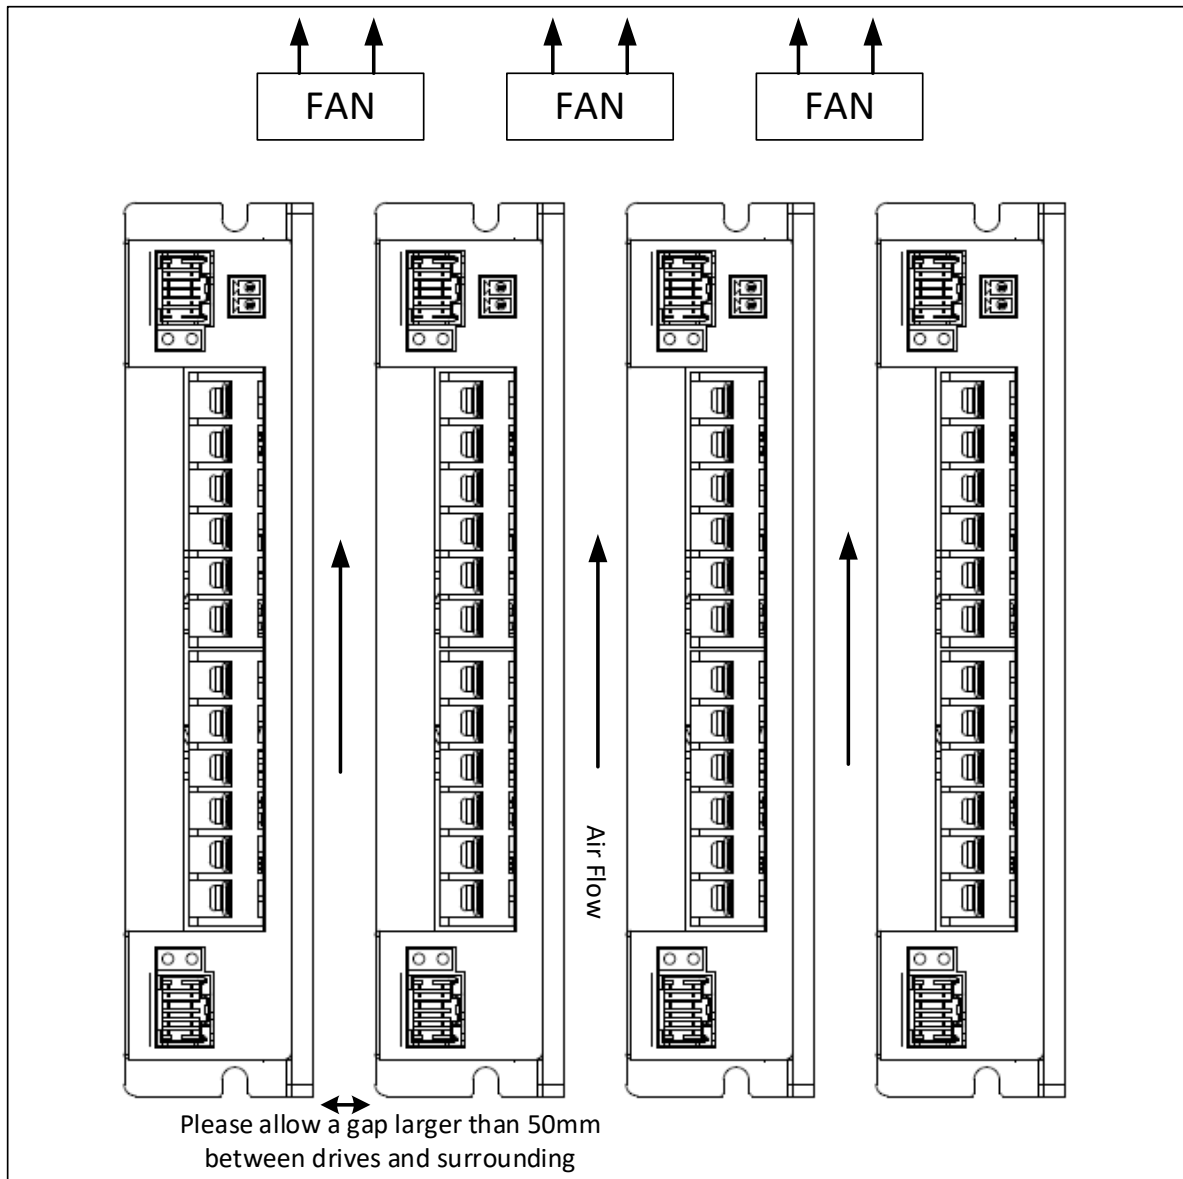 FAN
FAN
FAN
Air Flow
Please allow a gap larger than 50mm
between drives and surrounding